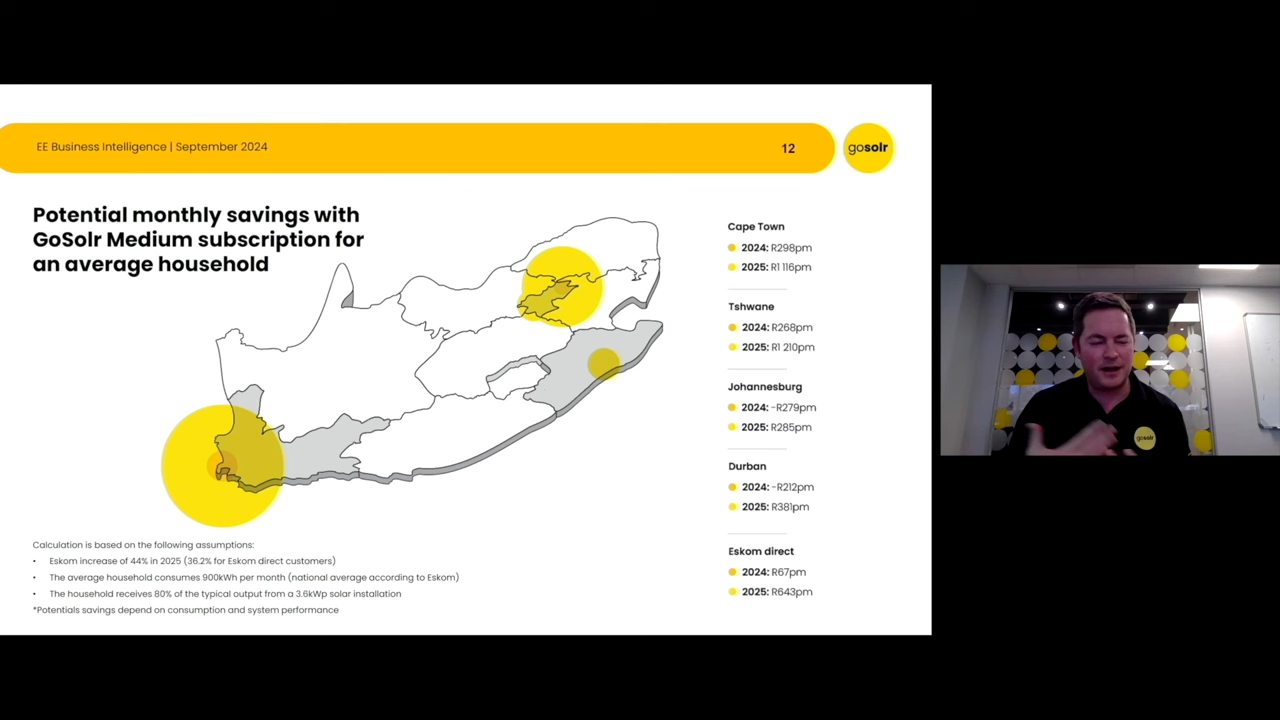 EE Business Intelligence | September 2024
12
gosolr
Potential monthly savings with
GoSolr Medium subscription for
an average household
Cape Town
2024: R298pm
2025: R1 116pm
Tshwane
2024: R268pm
2025: R1 210pm
Johannesburg
2024: -R279pm
2025: R285pm
Durban
2024: -R212pm
2025: R381pm
Eskom direct
2024: R67pm
2025: R643pm
Calculation is based on the following assumptions:
• Eskom increase of 44% in 2025 (36.2% for Eskom direct customers)
• The average household consumes 900kWh per month (national average according to Eskom)
• The household receives 80% of the typical output from a 3.6kWp solar installation
*Potentials savings depend on consumption and system performance
gosolr